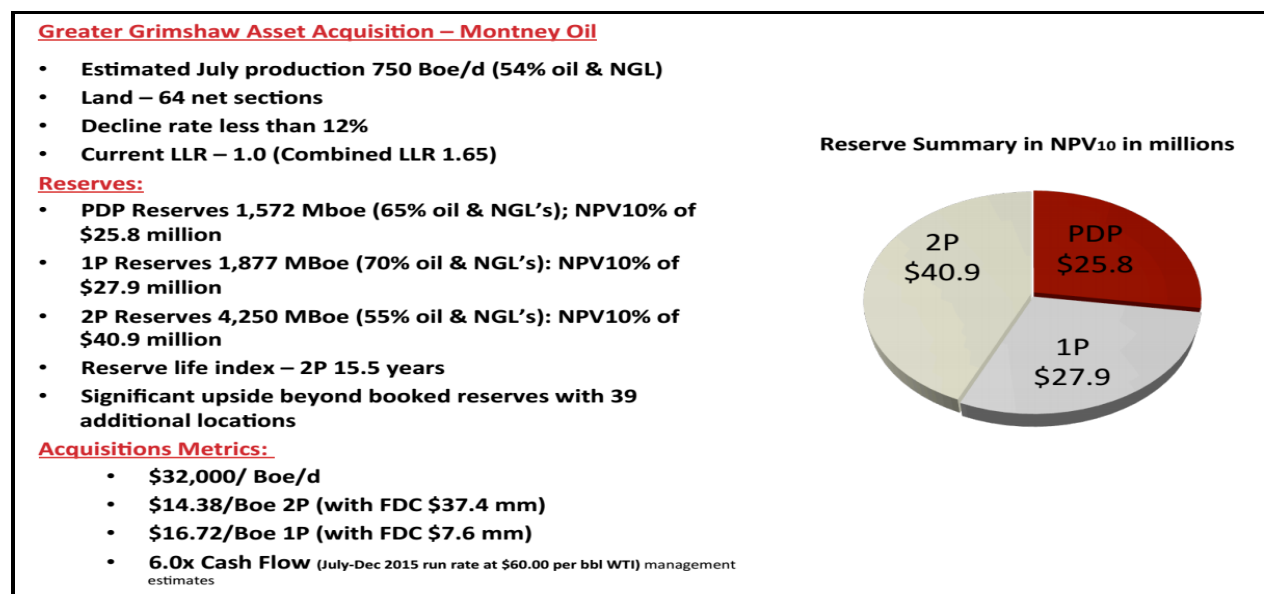 Greater Grimshaw Asset Acquisition – Montney Oil
• Estimated July production 750 Boe/d (54% oil & NGL)
• Land – 64 net sections
• Decline rate less than 12%
• Current LLR – 1.0 (Combined LLR 1.65)
Reserves:
• PDP Reserves 1,572 Mboe (65% oil & NGL’s); NPV10% of
$25.8 million
• 1P Reserves 1,877 MBoe (70% oil & NGL’s): NPV10% of
$27.9 million
• 2P Reserves 4,250 MBoe (55% oil & NGL’s): NPV10% of
$40.9 million
• Reserve life index – 2P 15.5 years
• Significant upside beyond booked reserves with 39
additional locations
Acquisitions Metrics:
• $32,000/ Boe/d
• $14.38/Boe 2P (with FDC $37.4 mm)
• $16.72/Boe 1P (with FDC $7.6 mm)
• 6.0x Cash Flow (July-Dec 2015 run rate at $60.00 per bbl WTI) management
estimates
Reserve Summary in NPV10 in millions
2P
$40.9
PDP
$25.8
1P
$27.9